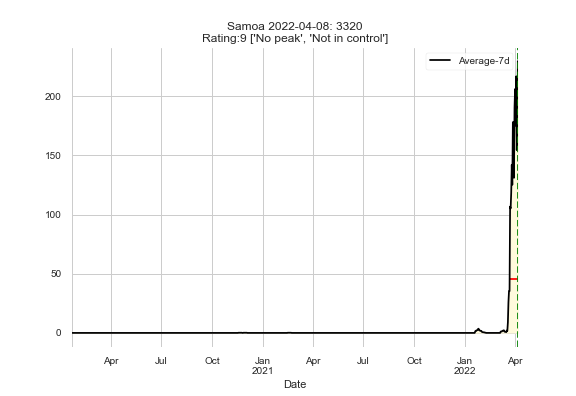 Samoa 2022-04-08: 3320
Rating:9 ['No peak', 'Not in control']
Average-7d
200
150
100
50
0
Apr Jul Oct Jan Apr Jul Oct Jan Apr
2021 2022
Date